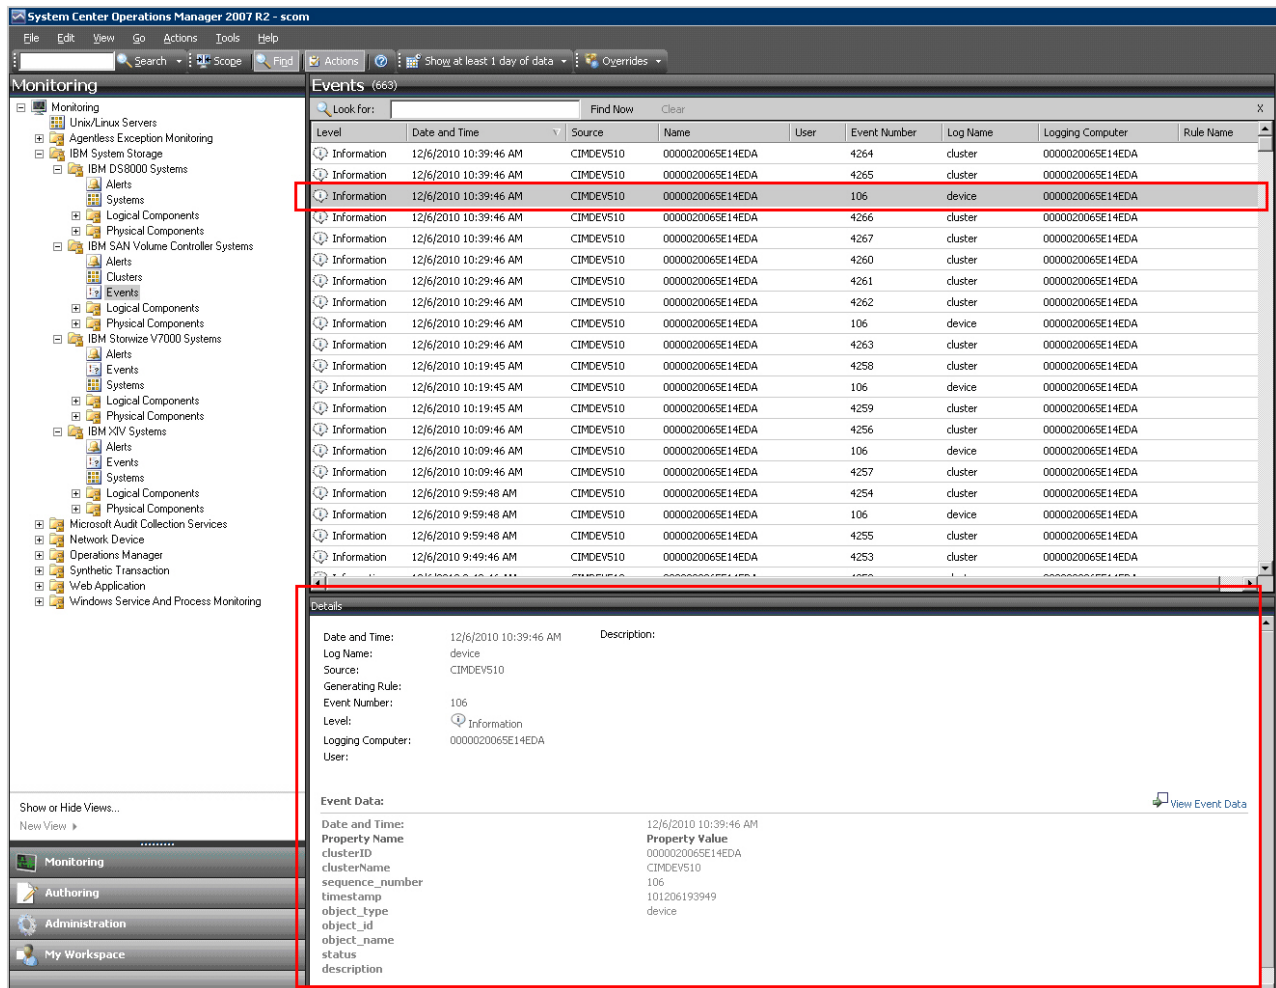 System Center Operations Manager 2007 R2 - scom
File Edit View Go Actions Tools Help
Search Scope Find Actions Show at least 1 day of data Overrides
Monitoring
Monitoring
Unix/Linux Servers
Agentless Exception Monitoring
IBM System Storage
IBM DS8000 Systems
Alerts
Systems
Logical Components
Physical Components
IBM SAN Volume Controller Systems
Alerts
Clusters
Events
Logical Components
Physical Components
IBM Storwize V7000 Systems
Alerts
Events
Systems
Logical Components
Physical Components
IBM XIV Systems
Alerts
Events
Systems
Logical Components
Physical Components
Microsoft Audit Collection Services
Network Device
Operations Manager
Synthetic Transaction
Web Application
Windows Service And Process Monitoring
Show or Hide Views...
New View
Monitoring
Authoring
Administration
My Workspace
Events (663)
Look for: Find Now Clear X
Level Date and Time Source Name User Event Number Log Name Logging Computer Rule Name
Information 12/6/2010 10:39:46 AM CIMDEV510 0000020065E14EDA 4264 cluster 0000020065E14EDA
Information 12/6/2010 10:39:46 AM CIMDEV510 0000020065E14EDA 4265 cluster 0000020065E14EDA
Information 12/6/2010 10:39:46 AM CIMDEV510 0000020065E14EDA 106 device 0000020065E14EDA
Information 12/6/2010 10:39:46 AM CIMDEV510 0000020065E14EDA 4266 cluster 0000020065E14EDA
Information 12/6/2010 10:39:46 AM CIMDEV510 0000020065E14EDA 4267 cluster 0000020065E14EDA
Information 12/6/2010 10:29:46 AM CIMDEV510 0000020065E14EDA 4260 cluster 0000020065E14EDA
Information 12/6/2010 10:29:46 AM CIMDEV510 0000020065E14EDA 4261 cluster 0000020065E14EDA
Information 12/6/2010 10:29:46 AM CIMDEV510 0000020065E14EDA 4262 cluster 0000020065E14EDA
Information 12/6/2010 10:29:46 AM CIMDEV510 0000020065E14EDA 106 device 0000020065E14EDA
Information 12/6/2010 10:29:46 AM CIMDEV510 0000020065E14EDA 4263 cluster 0000020065E14EDA
Information 12/6/2010 10:19:45 AM CIMDEV510 0000020065E14EDA 4258 cluster 0000020065E14EDA
Information 12/6/2010 10:19:45 AM CIMDEV510 0000020065E14EDA 106 device 0000020065E14EDA
Information 12/6/2010 10:19:45 AM CIMDEV510 0000020065E14EDA 4259 cluster 0000020065E14EDA
Information 12/6/2010 10:09:46 AM CIMDEV510 0000020065E14EDA 4256 cluster 0000020065E14EDA
Information 12/6/2010 10:09:46 AM CIMDEV510 0000020065E14EDA 106 device 0000020065E14EDA
Information 12/6/2010 10:09:46 AM CIMDEV510 0000020065E14EDA 4257 cluster 0000020065E14EDA
Information 12/6/2010 9:59:48 AM CIMDEV510 0000020065E14EDA 4254 cluster 0000020065E14EDA
Information 12/6/2010 9:59:48 AM CIMDEV510 0000020065E14EDA 106 device 0000020065E14EDA
Information 12/6/2010 9:59:48 AM CIMDEV510 0000020065E14EDA 4255 cluster 0000020065E14EDA
Information 12/6/2010 9:49:46 AM CIMDEV510 0000020065E14EDA 4253 cluster 0000020065E14EDA
Details
Date and Time: 12/6/2010 10:39:46 AM Description:
Log Name: device
Source: CIMDEV510
Generating Rule:
Event Number: 106
Level: Information
Logging Computer: 0000020065E14EDA
User:
Event Data: View Event Data
Date and Time: 12/6/2010 10:39:46 AM
Property Name Property Value
clusterID 0000020065E14EDA
clusterName CIMDEV510
sequence_number 106
timestamp 101206193949
object_type device
object_id
object_name
status
description